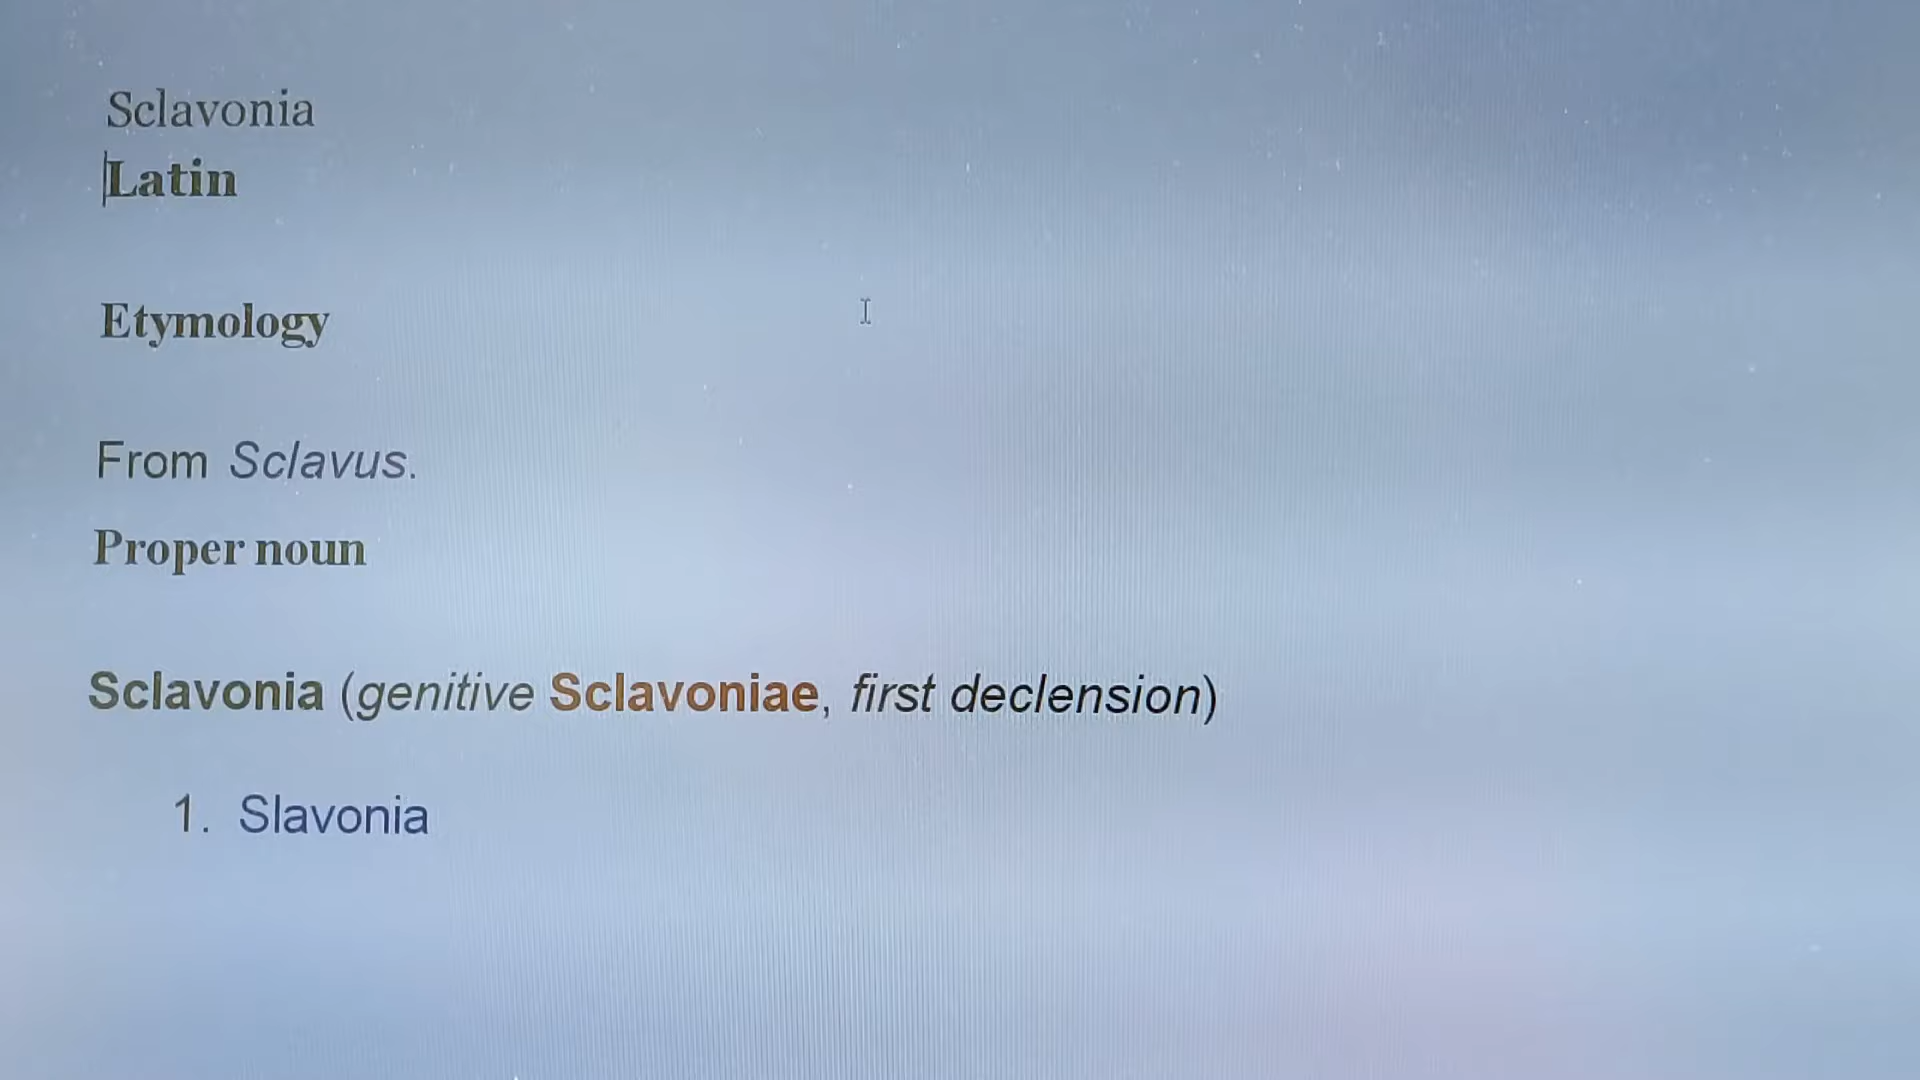 Sclavonia
Latin
Etymology
From Sclavus.
Proper noun
Sclavonia (genitive Sclavoniae, first declension)
1. Slavonia